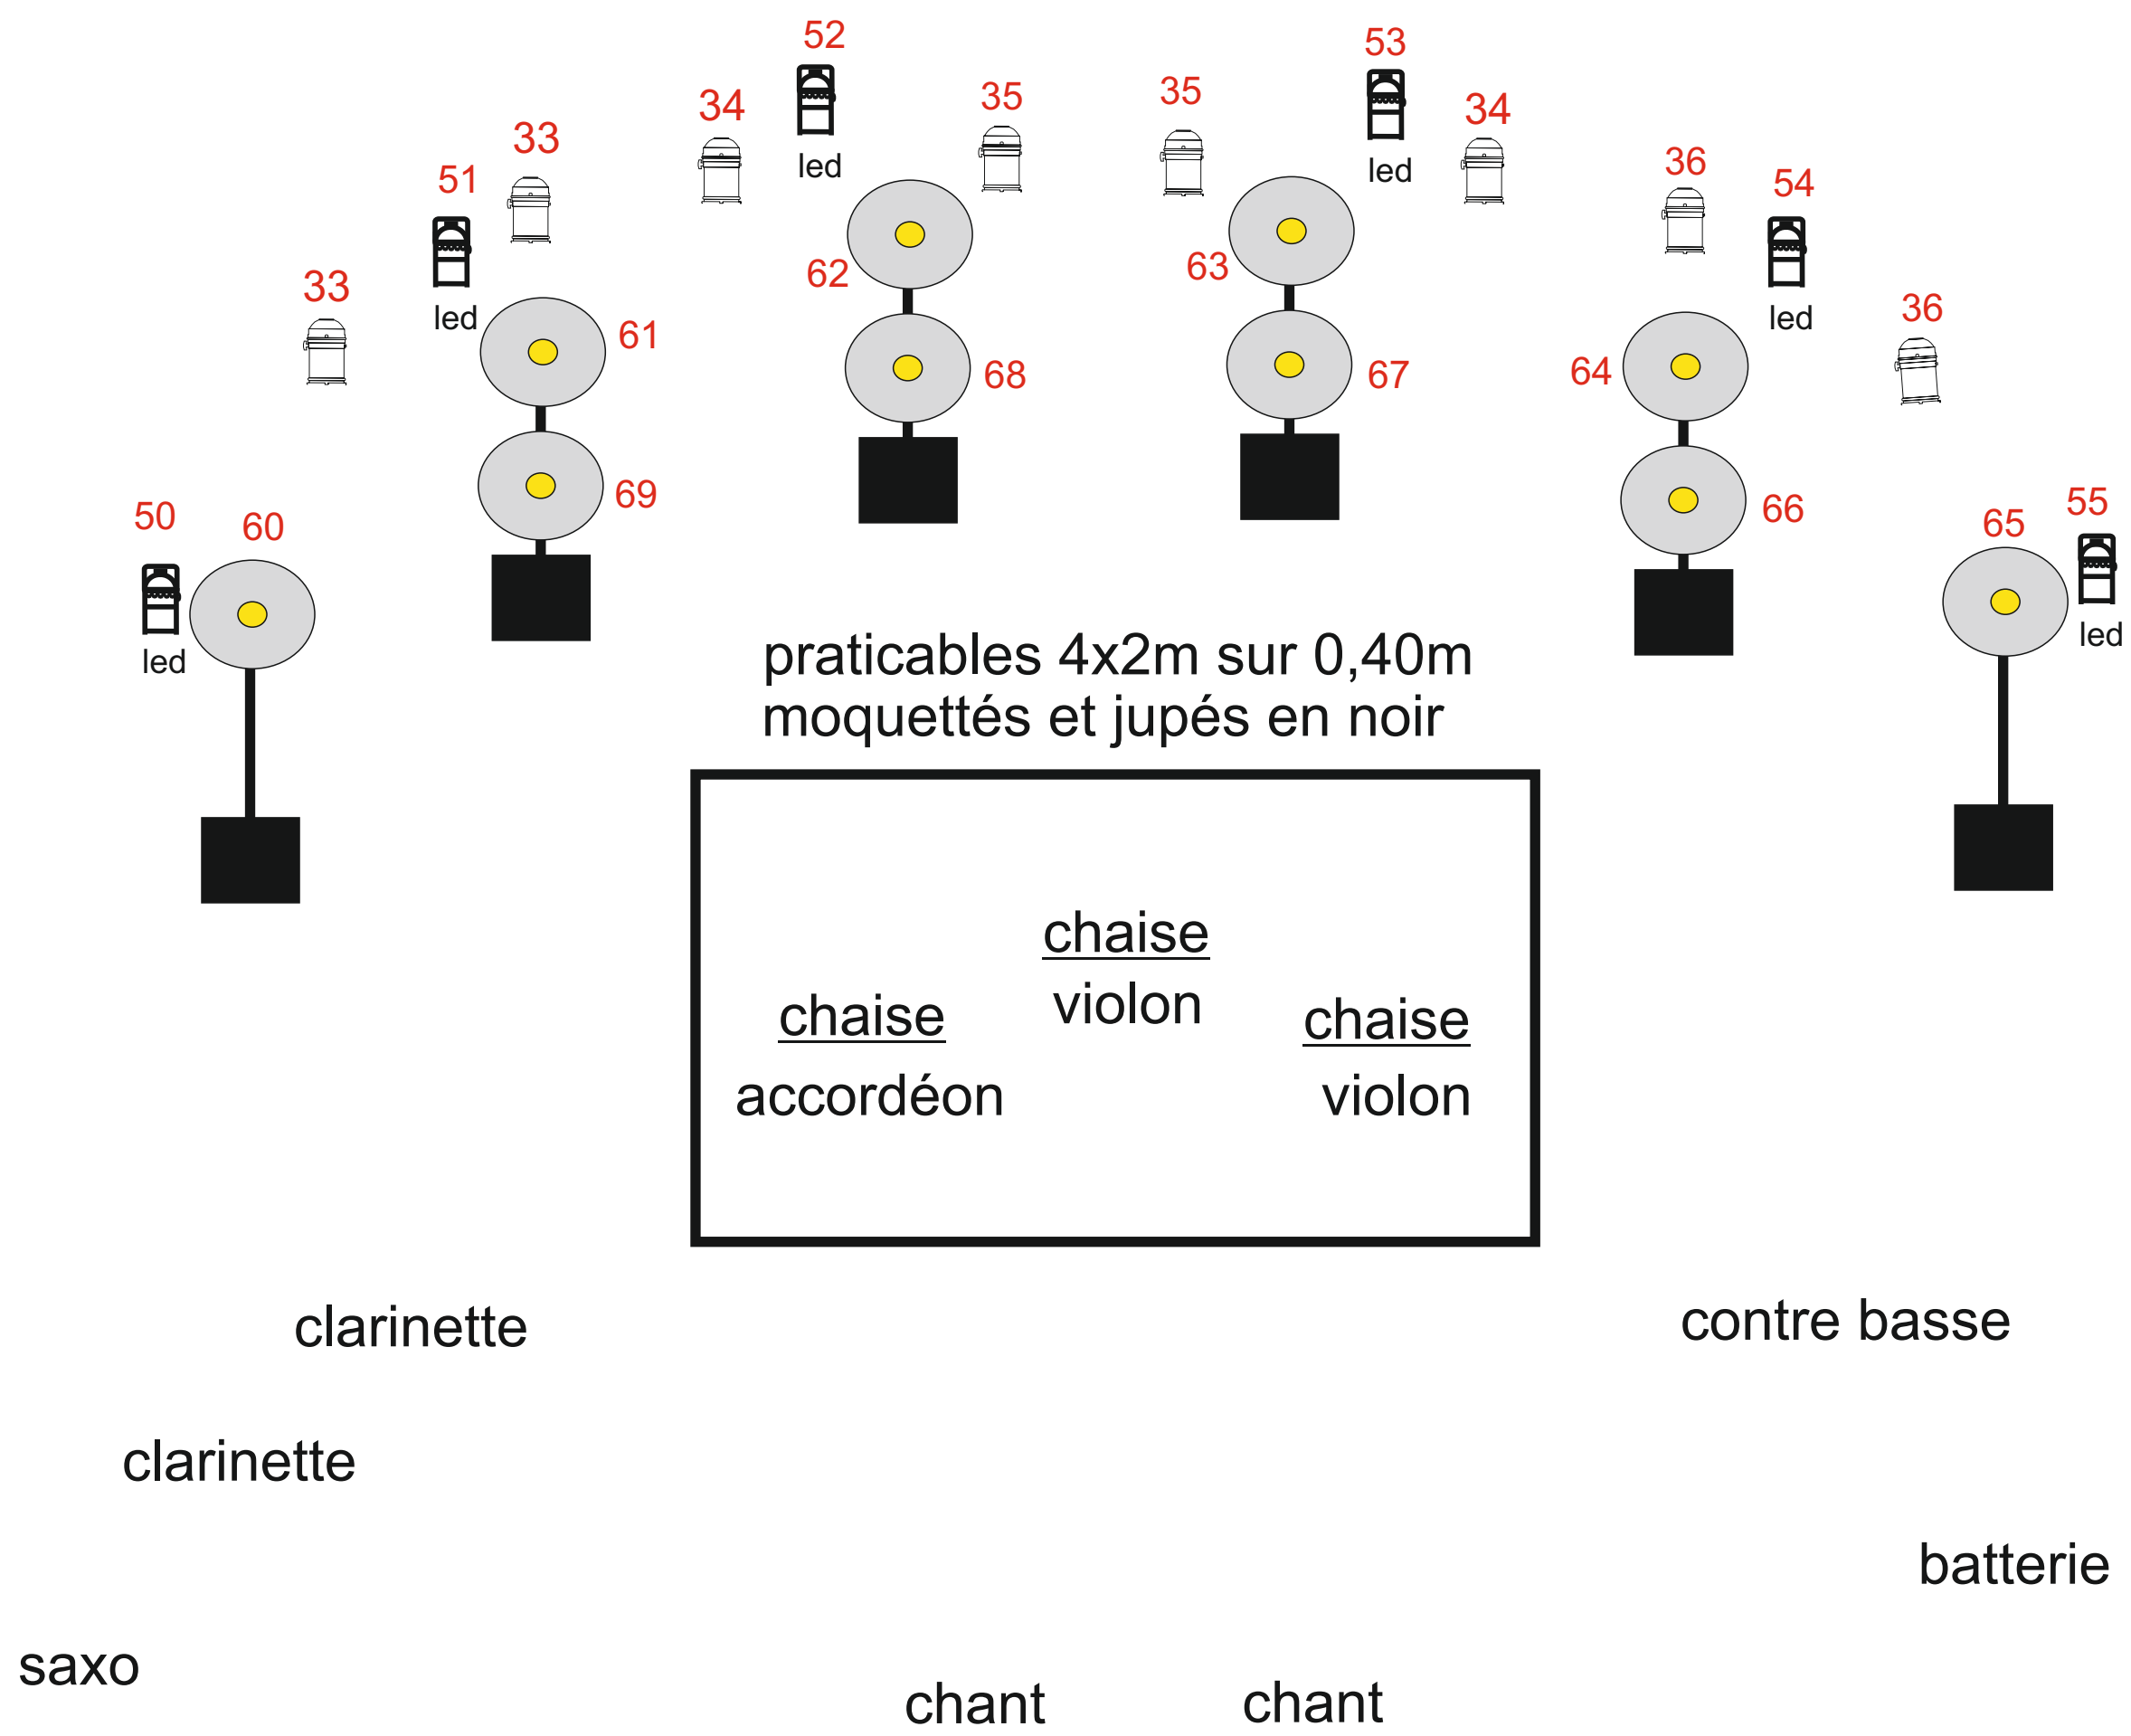 52
53
34
35
35
34
33
36
51
54
led
led
33
36
led
led
62
63
61
64
68
67
69
66
50
60
65
55
led
led
praticables 4x2m sur 0,40m
moquettés et jupés en noir
chaise
violon
chaise
chaise
accordéon
violon
clarinette
contre basse
clarinette
batterie
saxo
chant
chant